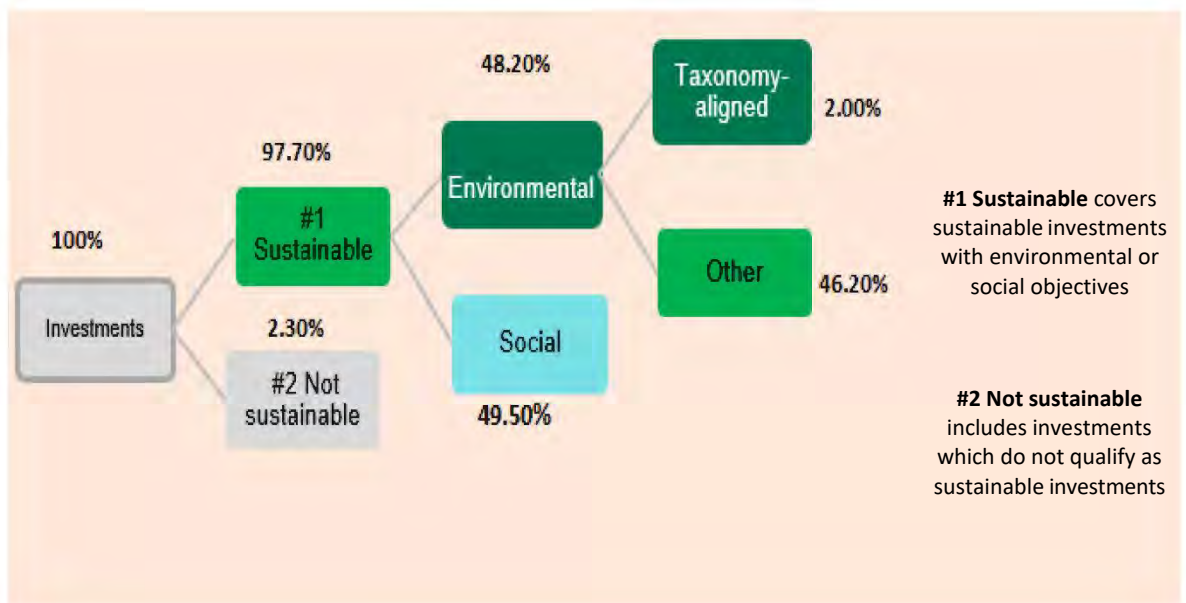 100%
Investments
97.70%
#1
Sustainable
2.30%
#2 Not
sustainable
48.20%
Environmental
Social
49.50%
Taxonomy-
aligned
2.00%
Other
46.20%
#1 Sustainable covers
sustainable investments
with environmental or
social objectives
#2 Not sustainable
includes investments
which do not qualify as
sustainable investments